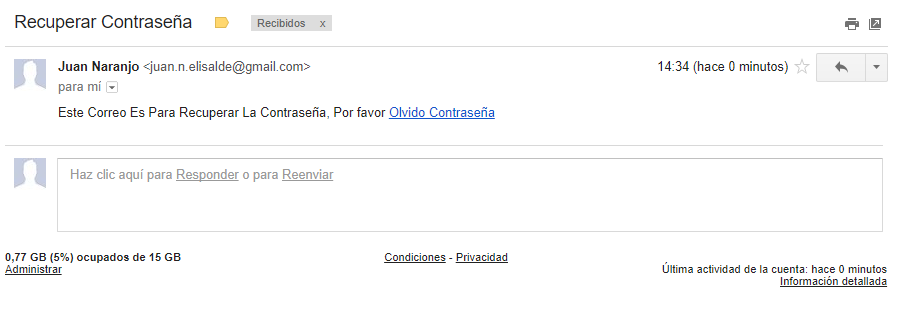 Recuperar Contraseña
Recibidos x
Juan Naranjo <juan.n.elisalde@gmail.com>
14:34 (hace 0 minutos)
para mí
Este Correo Es Para Recuperar La Contraseña, Por favor Olvido Contraseña
Haz clic aquí para Responder o para Reenviar
0,77 GB (5%) ocupados de 15 GB
Administrar
Condiciones - Privacidad
Última actividad de la cuenta: hace 0 minutos
Información detallada